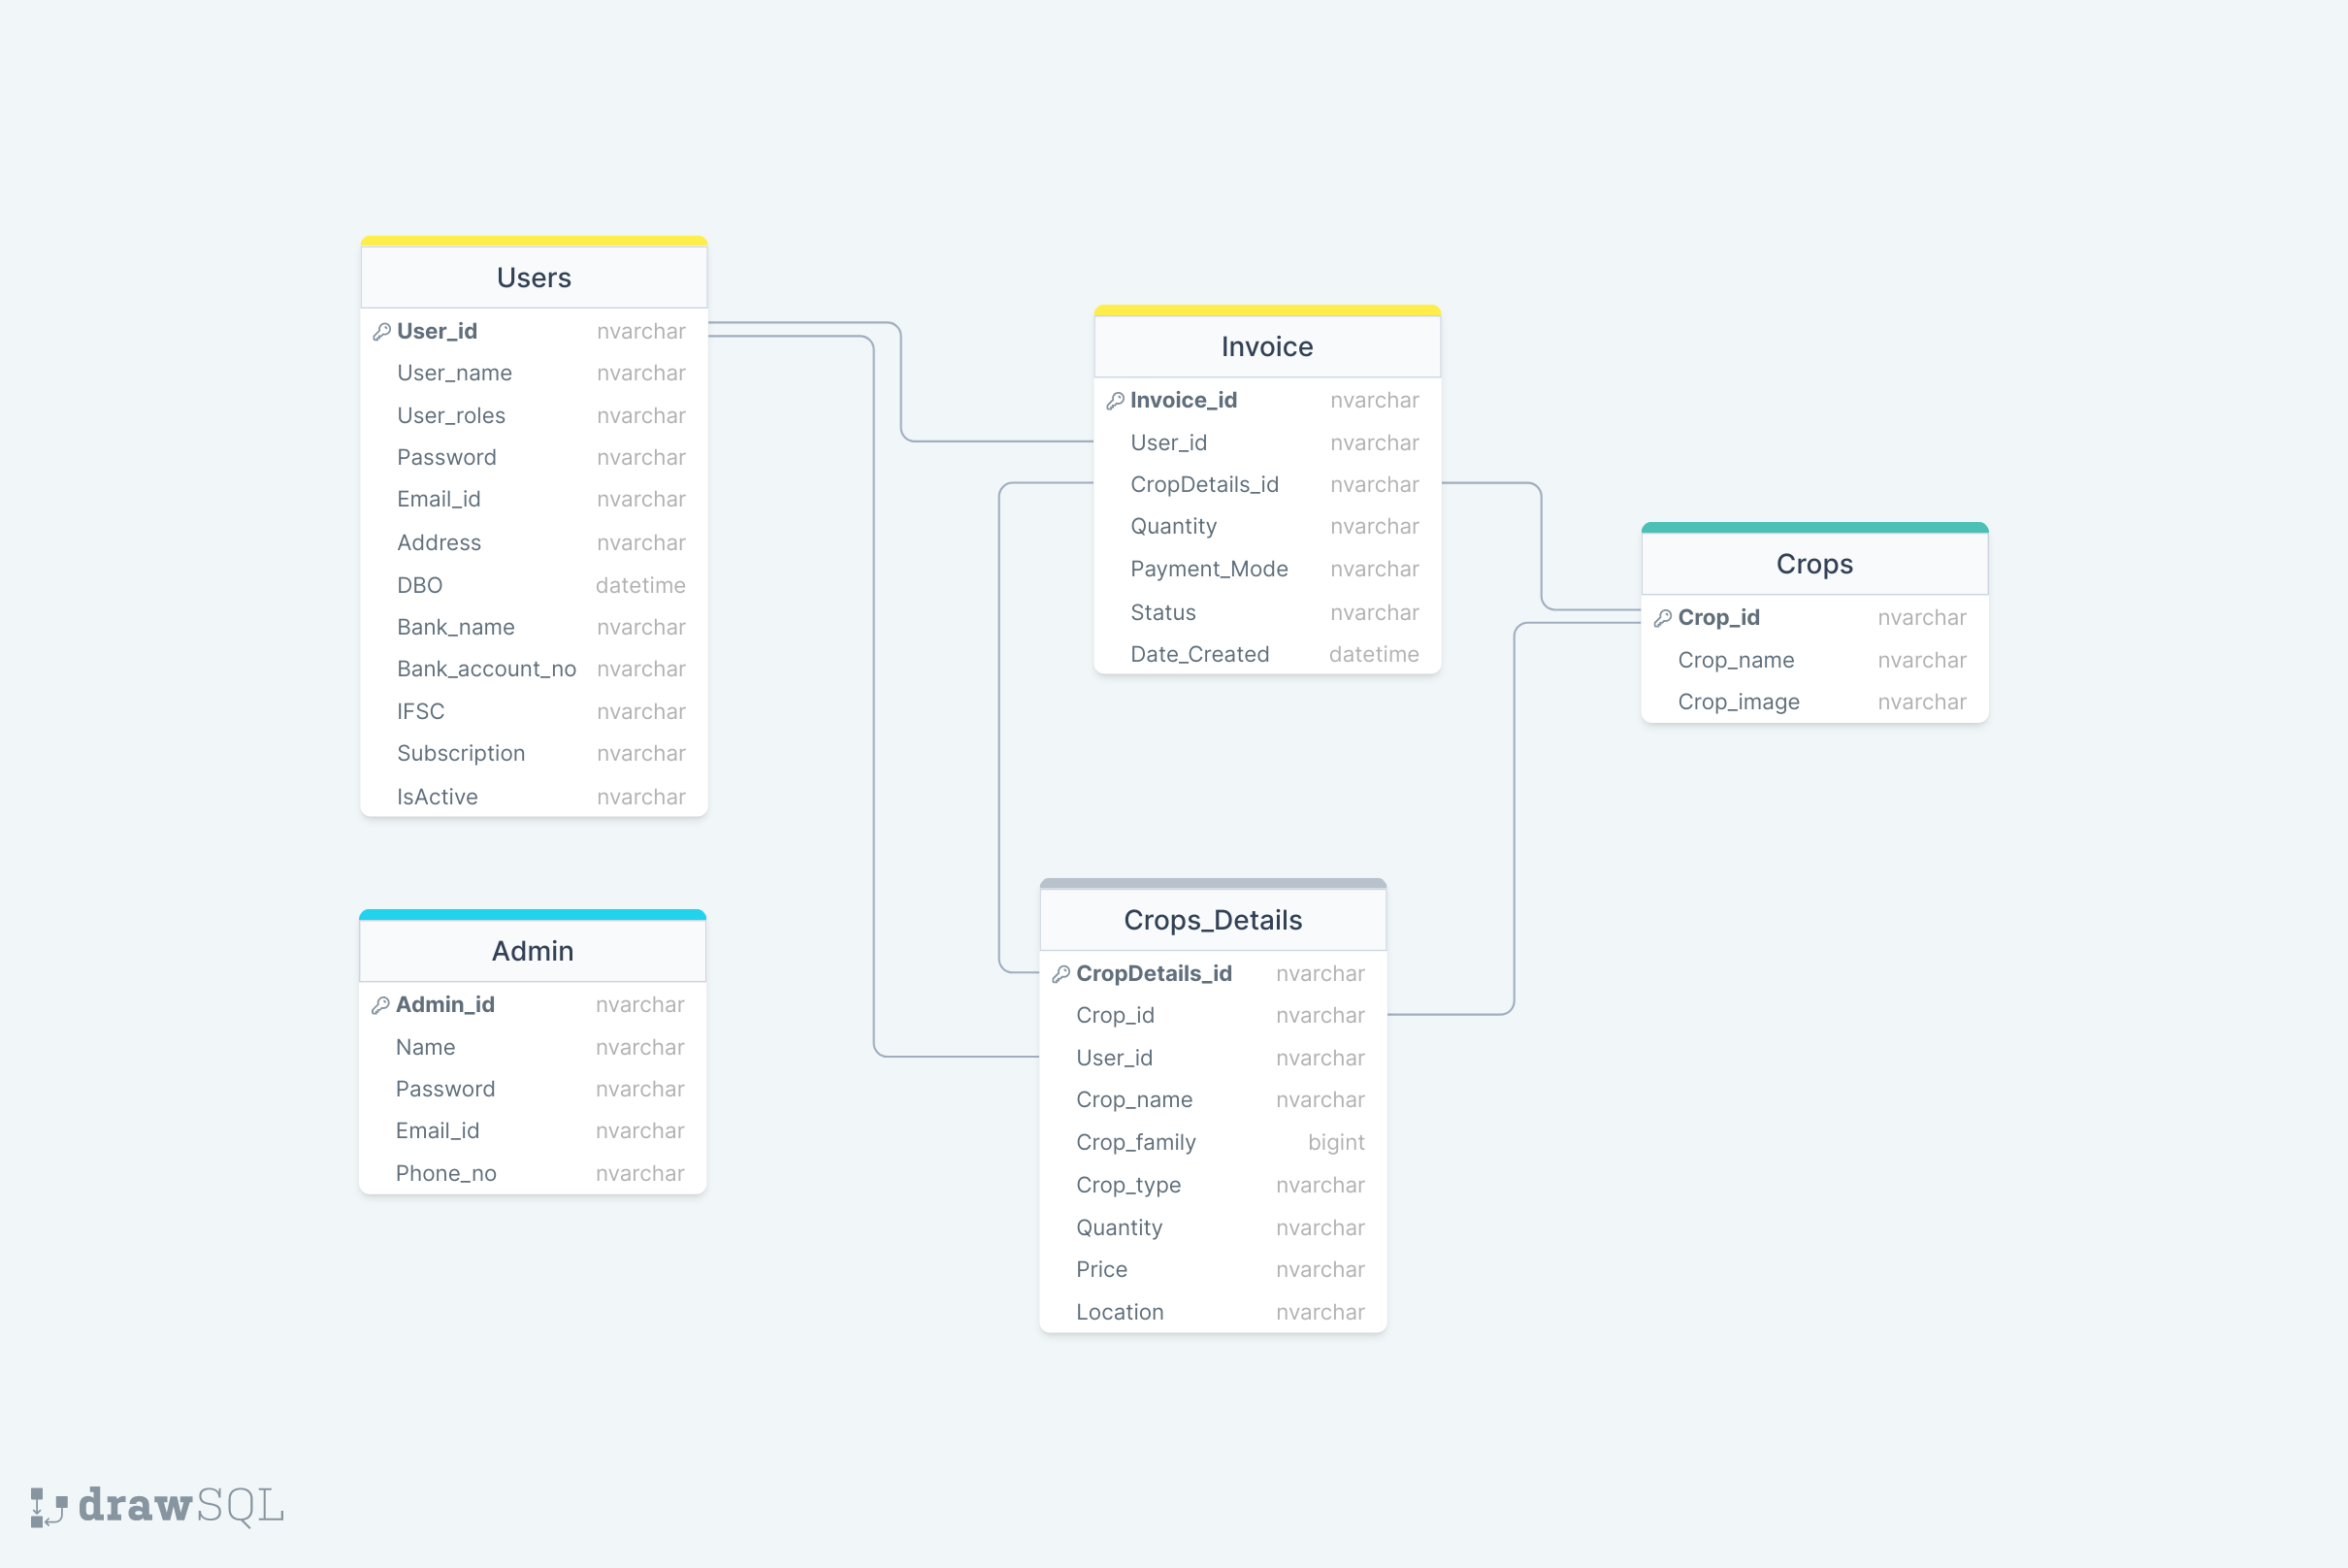 Users
User_id nvarchar
User_name nvarchar
User_roles nvarchar
Password nvarchar
Email_id nvarchar
Address nvarchar
DBO datetime
Bank_name nvarchar
Bank_account_no nvarchar
IFSC nvarchar
Subscription nvarchar
IsActive nvarchar
Invoice
Invoice_id nvarchar
User_id nvarchar
CropDetails_id nvarchar
Quantity nvarchar
Payment_Mode nvarchar
Status nvarchar
Date_Created datetime
Crops
Crop_id nvarchar
Crop_name nvarchar
Crop_image nvarchar
Admin
Admin_id nvarchar
Name nvarchar
Password nvarchar
Email_id nvarchar
Phone_no nvarchar
Crops_Details
CropDetails_id nvarchar
Crop_id nvarchar
User_id nvarchar
Crop_name nvarchar
Crop_family bigint
Crop_type nvarchar
Quantity nvarchar
Price nvarchar
Location nvarchar
drawSQL